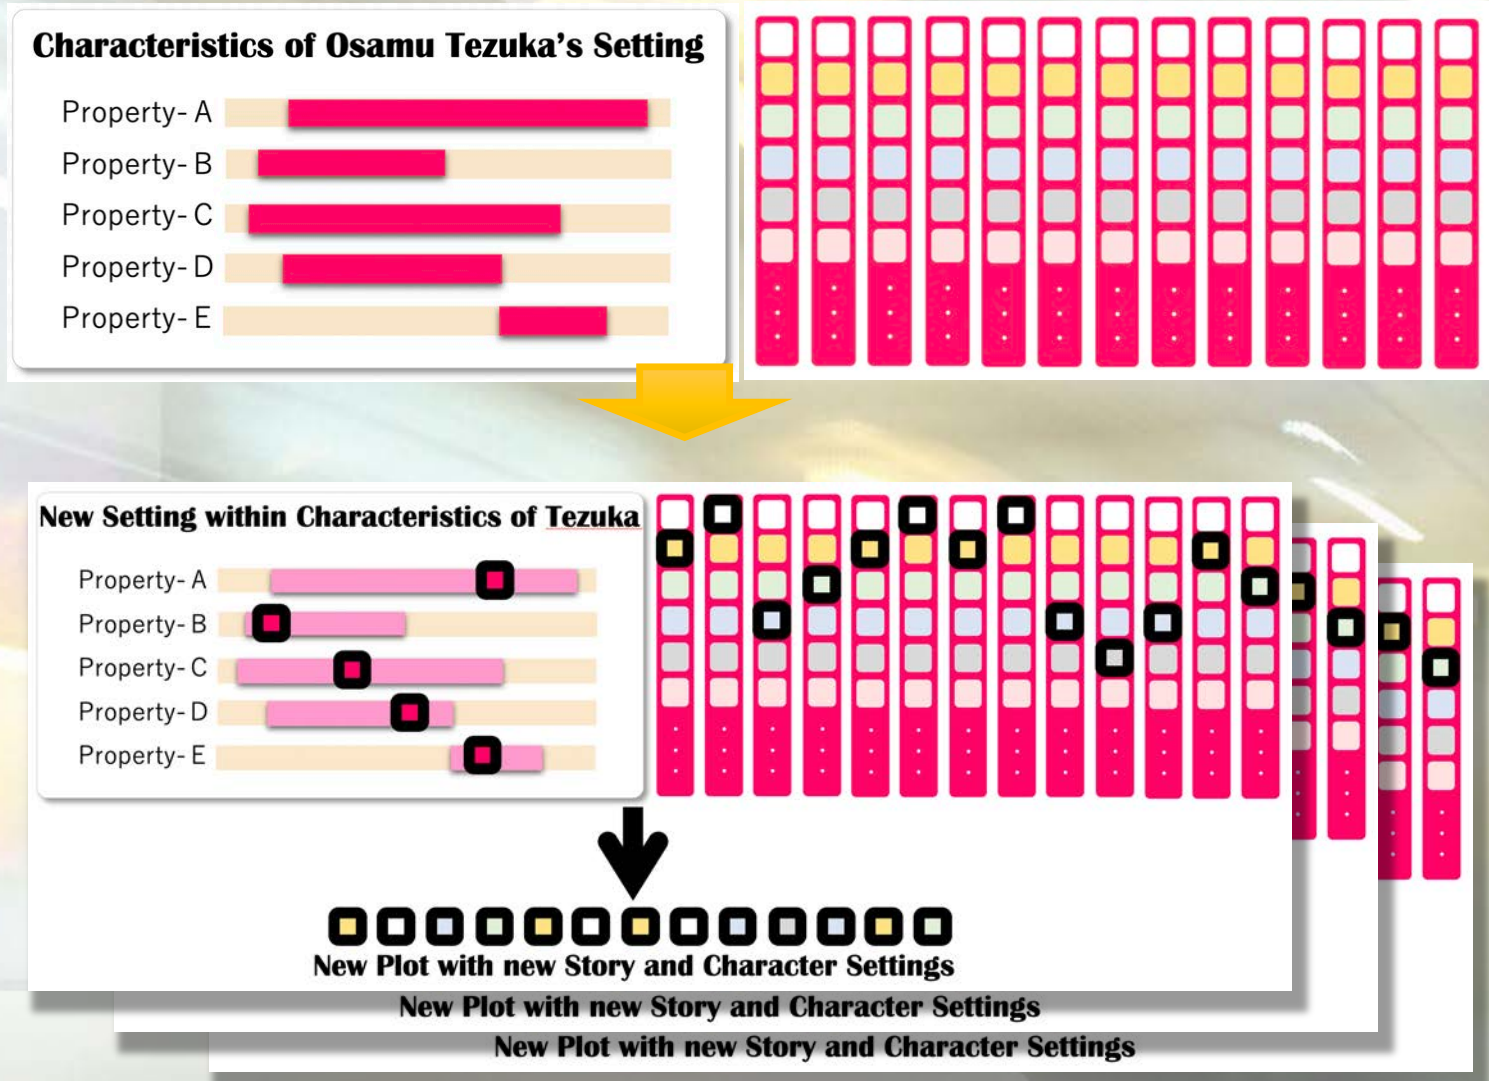 Characteristics of Osamu Tezuka's Setting
Property- A
Property- B
Property- C
Property- D
Property- E
New Setting within Characteristics of Tezuka
Property- A
Property- B
Property- C
Property- D
Property- E
New Plot with new Story and Character Settings
New Plot with new Story and Character Settings
New Plot with new Story and Character Settings